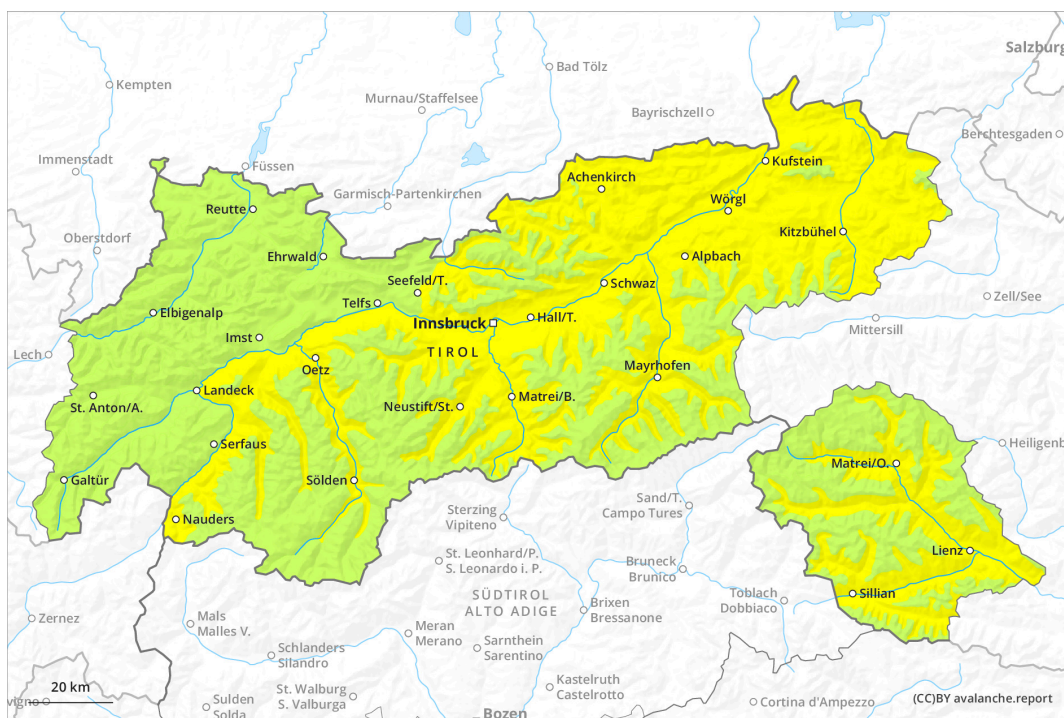 Salzburg
Kempten
Bad Tölz
Murnau/Staffelsee
Bayrischzell
Berchtesgaden
Immenstadt
Füssen
Kufstein
Achenkirch
Garmisch-Partenkirchen
Wörgl
Reutte
Kitzbühel
Oberstdorf
Ehrwald
Alpbach
Seefeld/T.
Schwaz
Zell/See
Telfs
Elbigenalp
Hall/T.
Innsbruck
Mittersill
Imst
Lech
TIROL
Oetz
Mayrhofen
Landeck
Matrei/B.
St. Anton/A.
Neustift/St.
Serfaus
Heiligenb
Matrei/O.
Galtür
Sölden
Sand/T.
Campo Tures
Sterzing
Vipiteno
Nauders
Lienz
St. Leonhard/P.
S. Leonardo i. P.
Bruneck
Brunico
SÜDTIROL
ALTO ADIGE
Sillian
Toblach
Dobbiaco
Brixen
Bressanone
Zernez
Mals
Malles V.
Meran
Merano
Sarnthein
Sarentino
Schlanders
Silandro
Kastelruth
Castelrotto
20 km
St. Walburg
S. Valburga
vigno
Sulden
Solda
Cortina d'Ampezzo
(CC)BY avalanche.report
Bozen